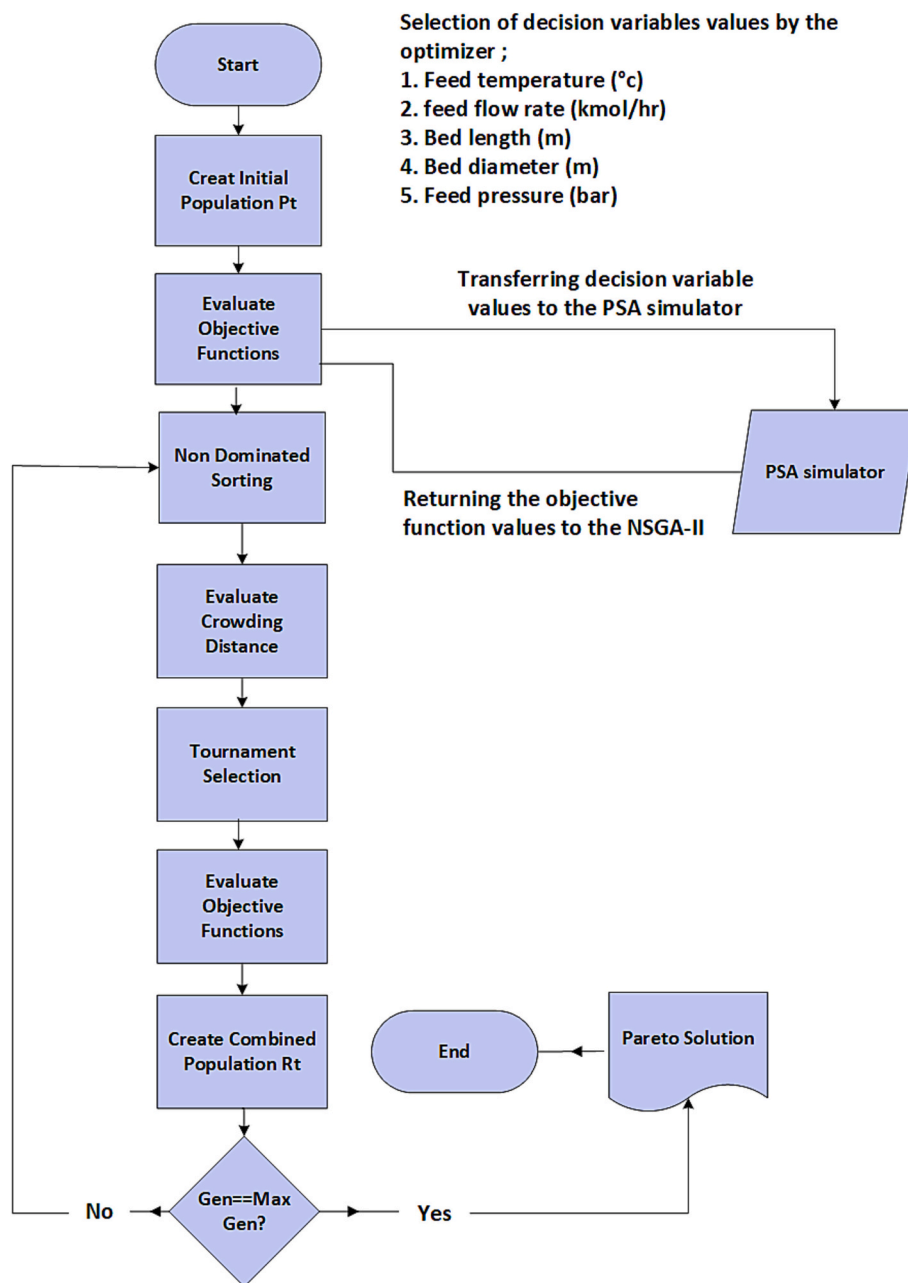 Start
Selection of decision variables values by the
optimizer ;
1. Feed temperature (°c)
2. feed flow rate (kmol/hr)
3. Bed length (m)
4. Bed diameter (m)
5. Feed pressure (bar)
Creat Initial
Population Pt
Evaluate
Objective
Functions
Transferring decision variable
values to the PSA simulator
PSA simulator
Returning the objective
function values to the NSGA-II
Non Dominated
Sorting
Evaluate
Crowding
Distance
Tournament
Selection
Evaluate
Objective
Functions
Create Combined
Population Rt
End
Pareto Solution
Gen==Max
Gen?
No
Yes